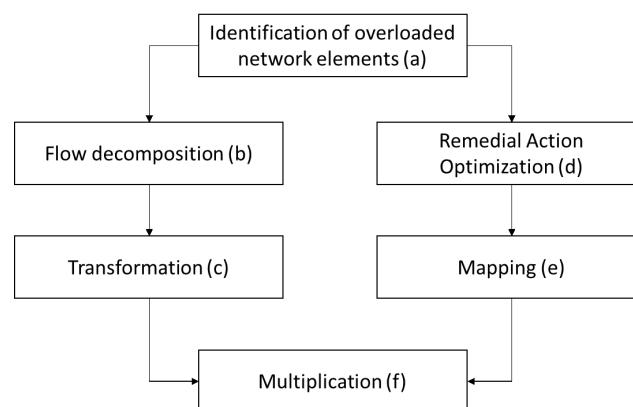 Identification of overloaded
network elements (a)
Flow decomposition (b)
Remedial Action
Optimization (d)
Transformation (c)
Mapping (e)
Multiplication (f)